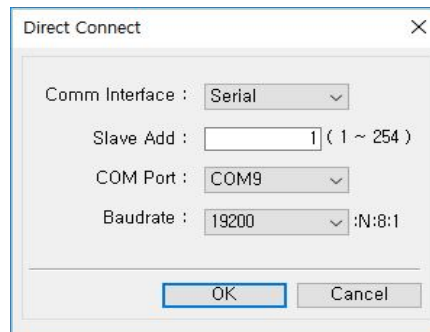 Direct Connect
Comm Interface : Serial
Slave Add : 1 ( 1 ~ 254 )
COM Port : COM9
Baudrate : 19200 :N:8:1
OK Cancel